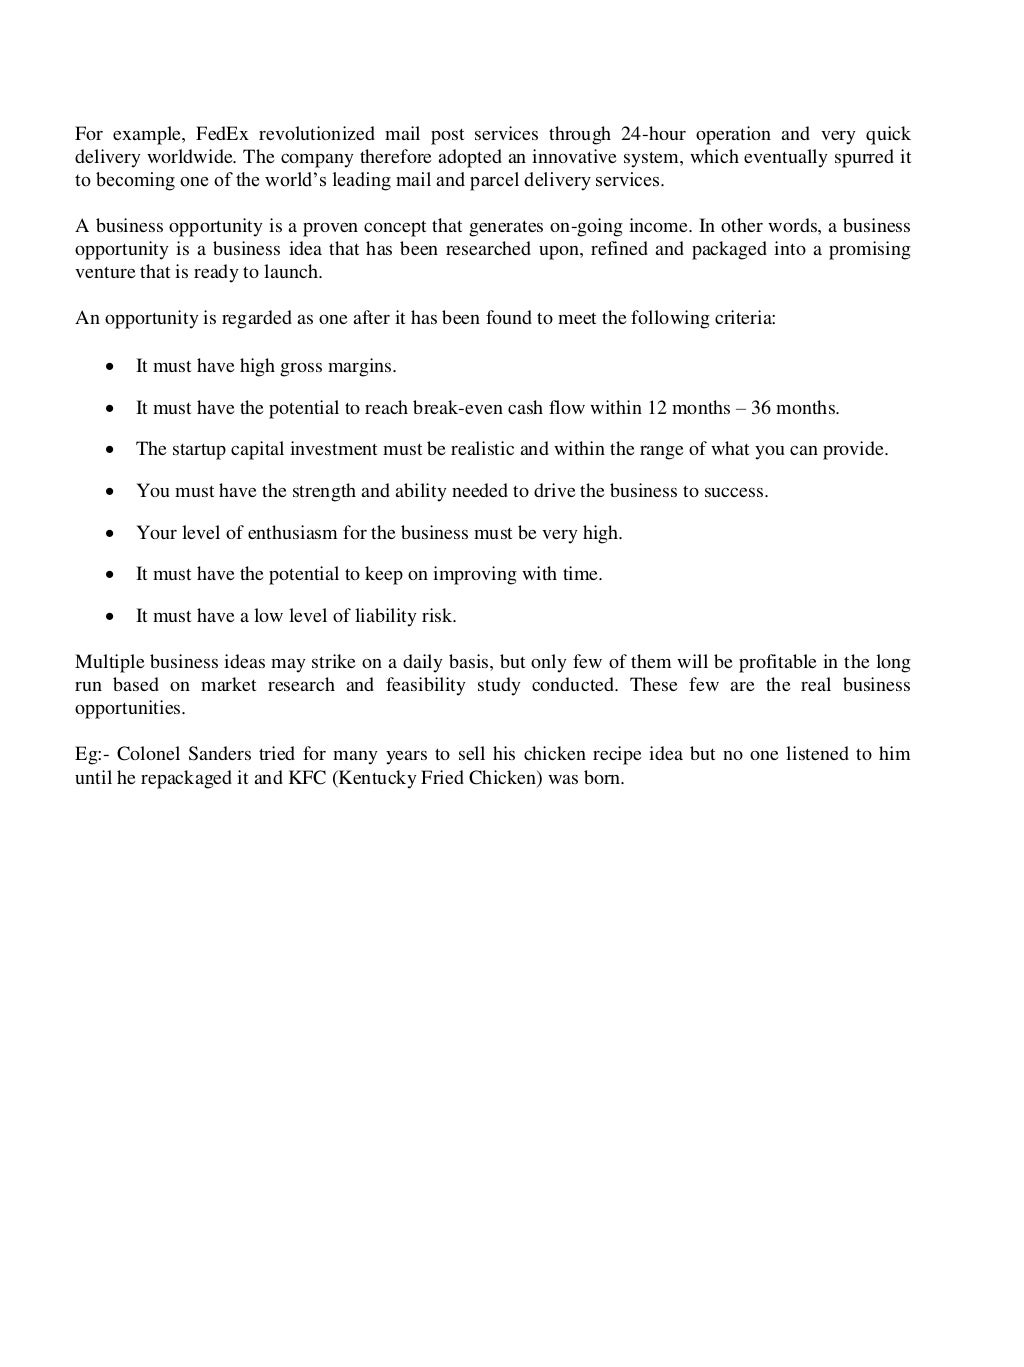 For example, FedEx revolutionized mail post services through 24-hour operation and very quick
delivery worldwide. The company therefore adopted an innovative system, which eventually spurred it
to becoming one of the world’s leading mail and parcel delivery services.
A business opportunity is a proven concept that generates on-going income. In other words, a business
opportunity is a business idea that has been researched upon, refined and packaged into a promising
venture that is ready to launch.
An opportunity is regarded as one after it has been found to meet the following criteria:
• It must have high gross margins.
• It must have the potential to reach break-even cash flow within 12 months – 36 months.
• The startup capital investment must be realistic and within the range of what you can provide.
• You must have the strength and ability needed to drive the business to success.
• Your level of enthusiasm for the business must be very high.
• It must have the potential to keep on improving with time.
• It must have a low level of liability risk.
Multiple business ideas may strike on a daily basis, but only few of them will be profitable in the long
run based on market research and feasibility study conducted. These few are the real business
opportunities.
Eg:- Colonel Sanders tried for many years to sell his chicken recipe idea but no one listened to him
until he repackaged it and KFC (Kentucky Fried Chicken) was born.